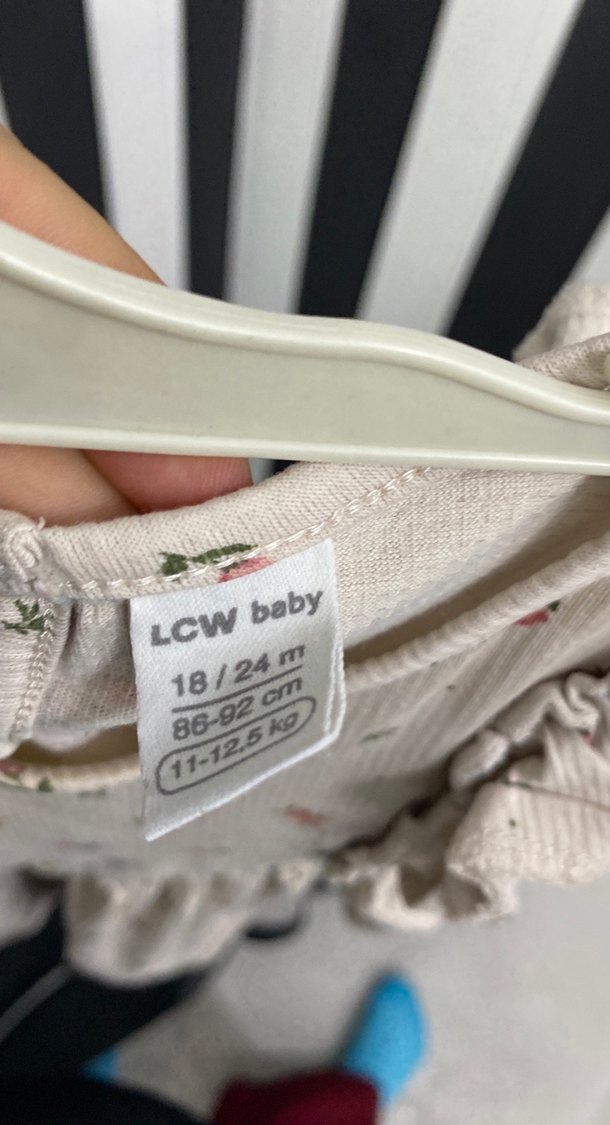 LCW baby
18 / 24 m
86-92 cm
11-12,5 kg